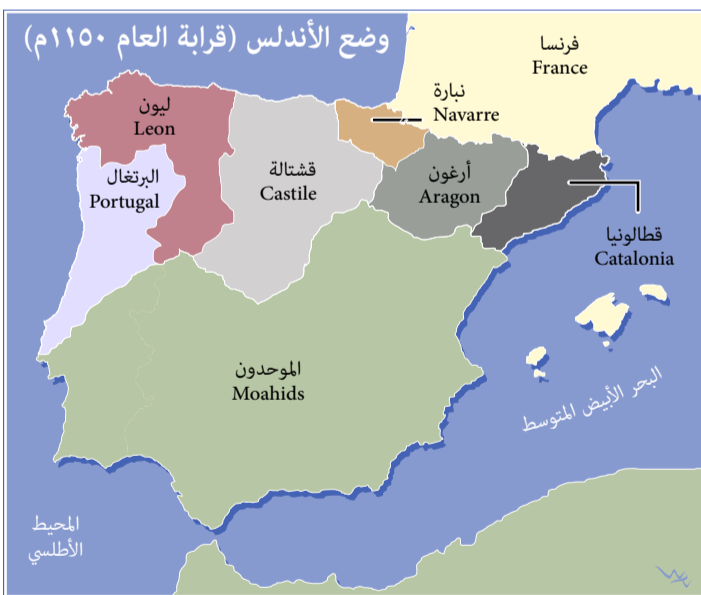 وضع الأندلس (قرابة العام ١١٥٠م)
فرنسا
France
نبارة
Navarre
ليون
Leon
قشتالة
Castile
أرغون
Aragon
البرتغال
Portugal
قطالونيا
Catalonia
الموحدون
Moahids
البحر الأبيض المتوسط
المحيط
الأطلسي